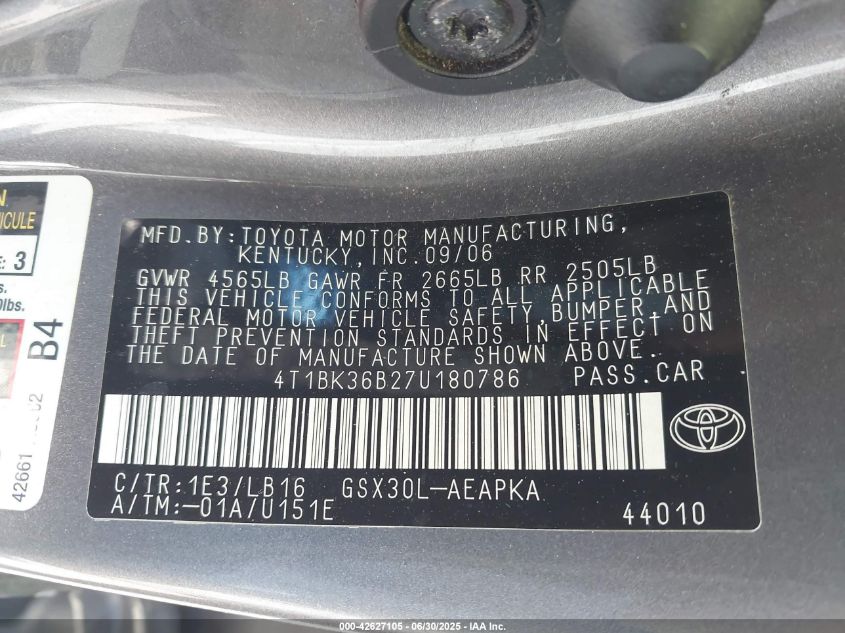 N
VÉHICULE
: 3
s.
0lbs.
L
B4
42661
MFD.BY:TOYOTA MOTOR MANUFACTURING,
KENTUCKY,INC.09/06
GVWR 4565LB GAWR FR 2665LB RR 2505LB
THIS VEHICLE CONFORMS TO ALL APPLICABLE
FEDERAL MOTOR VEHICLE SAFETY,BUMPER,AND
THEFT PREVENTION STANDARDS IN EFFECT ON
THE DATE OF MANUFACTURE SHOWN ABOVE.
4T1BK36B27U180786 PASS.CAR
C/TR:1E3/LB16 GSX30L-AEAPKA
A/TM:-01A/U151E 44010
000-42627105 - 06/30/2025 - IAA Inc.